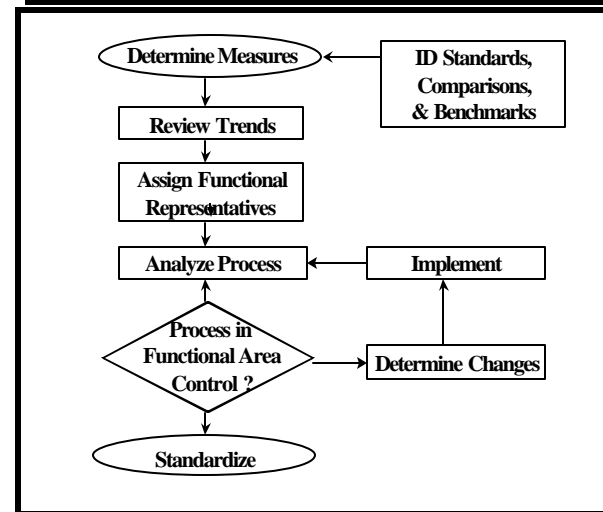 Determine Measures
ID Standards,
Comparisons,
& Benchmarks
Review Trends
Assign Functional
Representatives
Analyze Process
Implement
Process in
Functional Area
Control ?
Determine Changes
Standardize